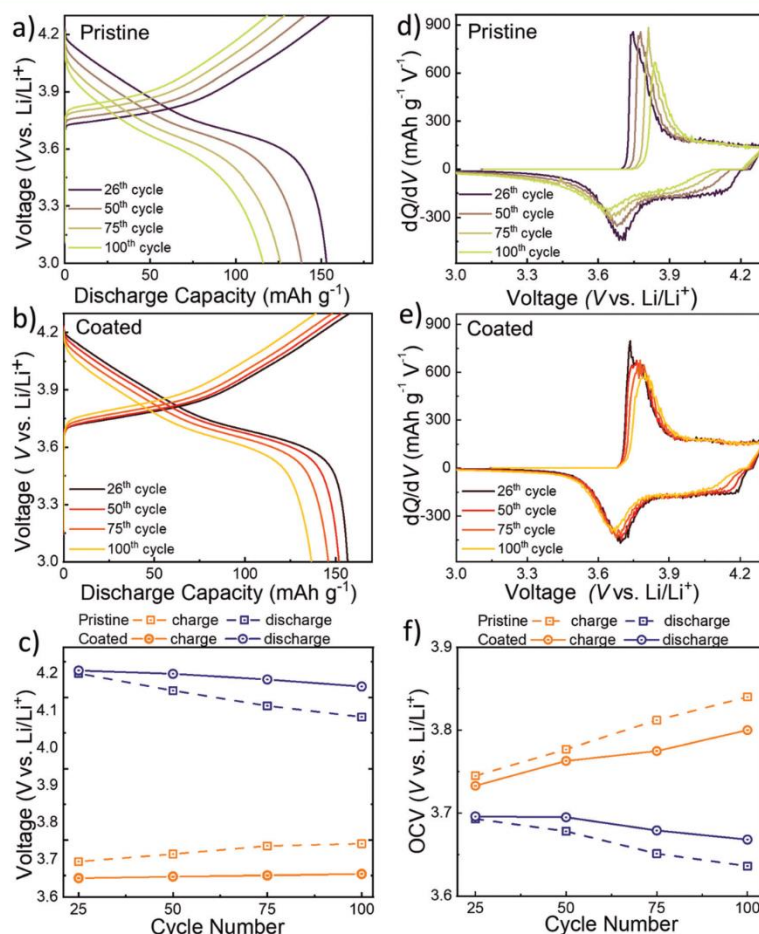 a) Pristine
4.2
3.9
3.6
3.3
3.0
Voltage (V vs. Li/Li⁺)
26th cycle
50th cycle
75th cycle
100th cycle
0 50 100 150
Discharge Capacity (mAh g⁻¹)
d) Pristine
900
600
300
0
-300
dQ/dV (mAh g⁻¹ V⁻¹)
26th cycle
50th cycle
75th cycle
100th cycle
3.0 3.3 3.6 3.9 4.2
Voltage (V vs. Li/Li⁺)
b) Coated
4.2
3.9
3.6
3.3
3.0
Voltage ( V vs. Li/Li⁺)
26th cycle
50th cycle
75th cycle
100th cycle
0 50 100 150
Discharge Capacity (mAh g⁻¹)
e) Coated
900
600
300
0
-300
dQ/dV (mAh g⁻¹ V⁻¹)
26th cycle
50th cycle
75th cycle
100th cycle
3.0 3.3 3.6 3.9 4.2
Voltage (V vs. Li/Li⁺)
c)
Pristine charge discharge
Coated charge discharge
4.2
4.1
4.0
3.7
3.6
Voltage (V vs. Li/Li⁺)
25 50 75 100
Cycle Number
f)
Pristine charge discharge
Coated charge discharge
3.9
3.8
3.7
3.6
OCV (V vs. Li/Li⁺)
25 50 75 100
Cycle Number